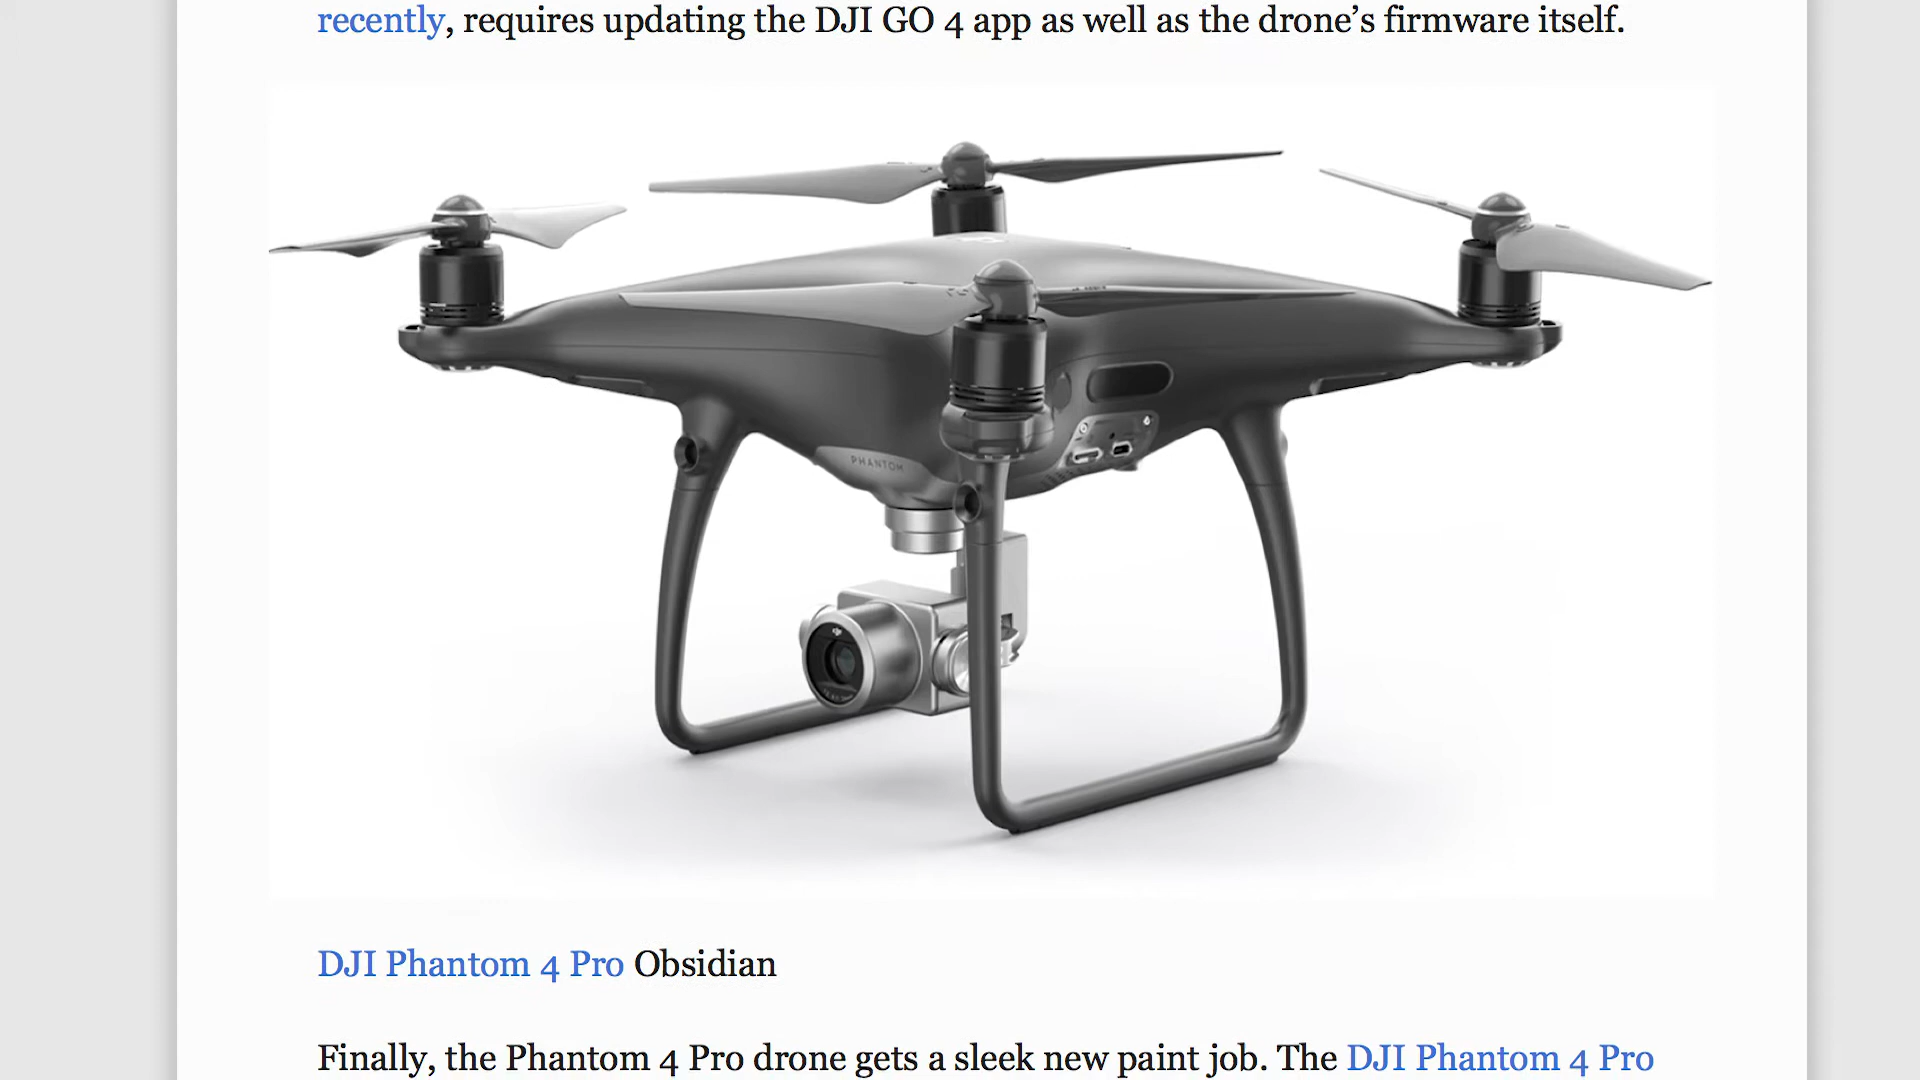 recently, requires updating the DJI GO 4 app as well as the drone’s firmware itself.
PHANTOM
DJI Phantom 4 Pro Obsidian
Finally, the Phantom 4 Pro drone gets a sleek new paint job. The DJI Phantom 4 Pro